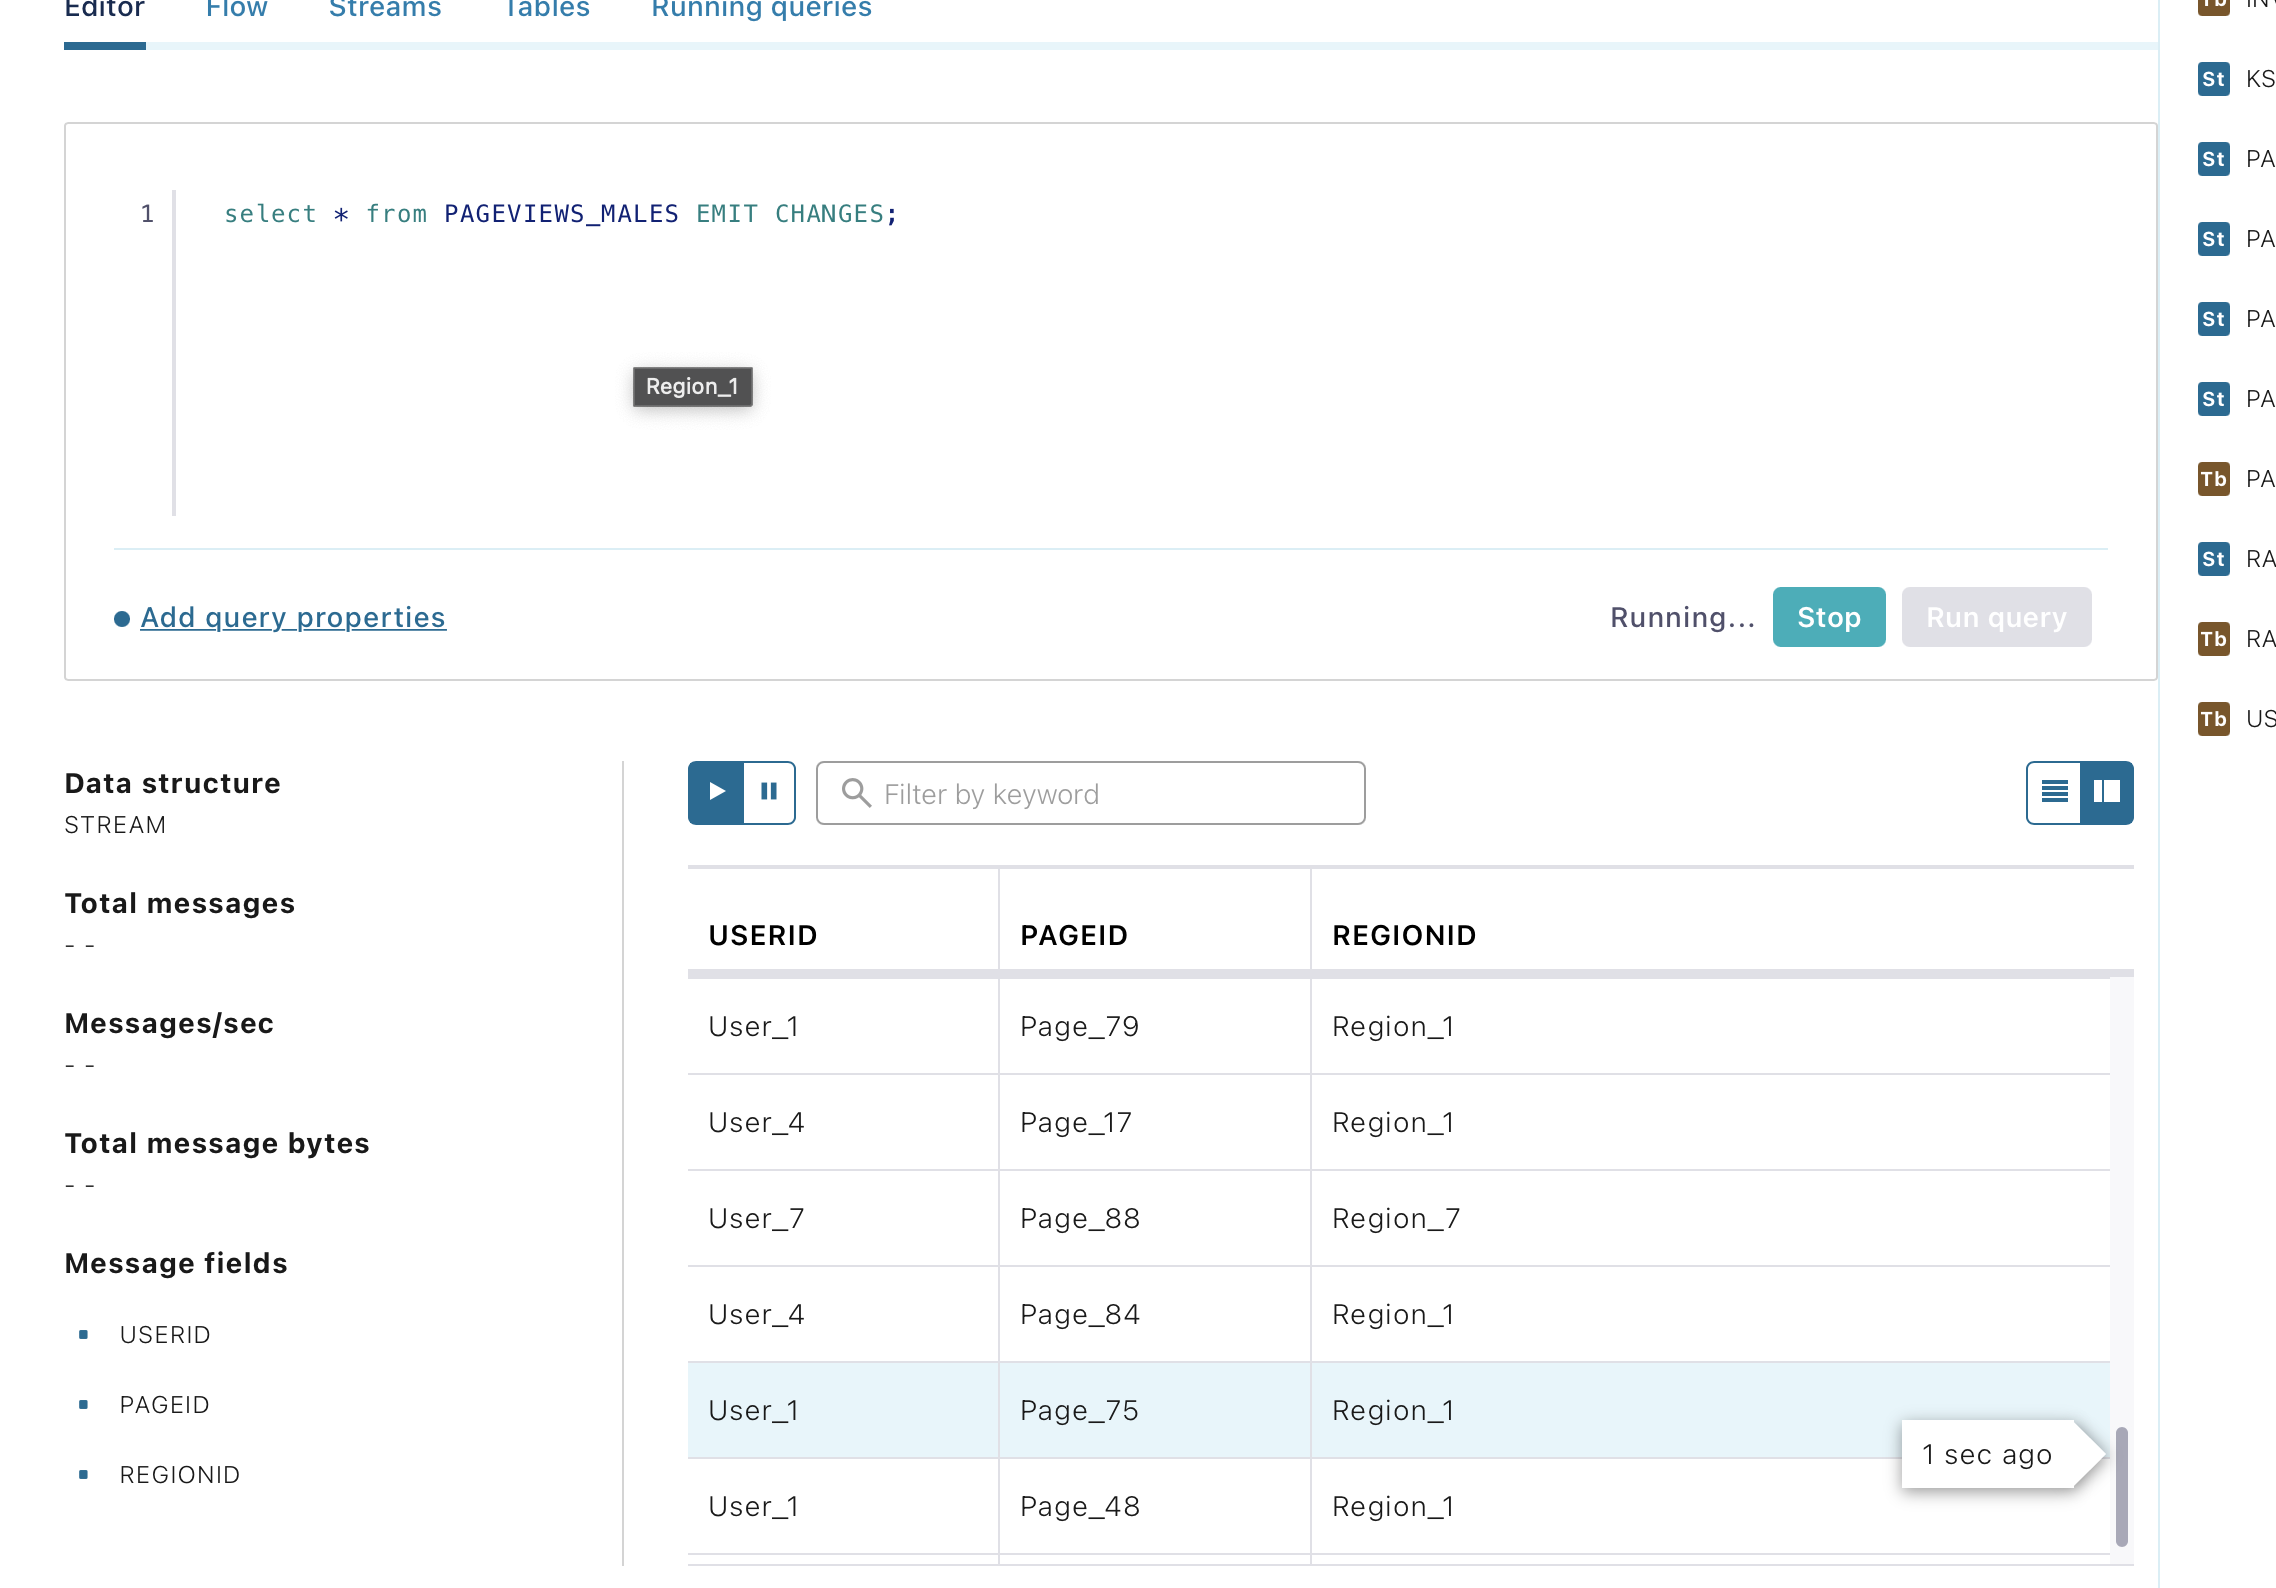 Editor Flow Streams Tables Running queries
1 select * from PAGEVIEWS_MALES EMIT CHANGES;
Region_1
Add query properties Running... Stop Run query
Data structure
STREAM
Total messages
- -
Messages/sec
- -
Total message bytes
- -
Message fields
USERID
PAGEID
REGIONID
Filter by keyword
USERID PAGEID REGIONID
User_1 Page_79 Region_1
User_4 Page_17 Region_1
User_7 Page_88 Region_7
User_4 Page_84 Region_1
User_1 Page_75 Region_1
1 sec ago
User_1 Page_48 Region_1
Tb
St KS
St PA
St PA
St PA
St PA
Tb PA
St RA
Tb RA
Tb US